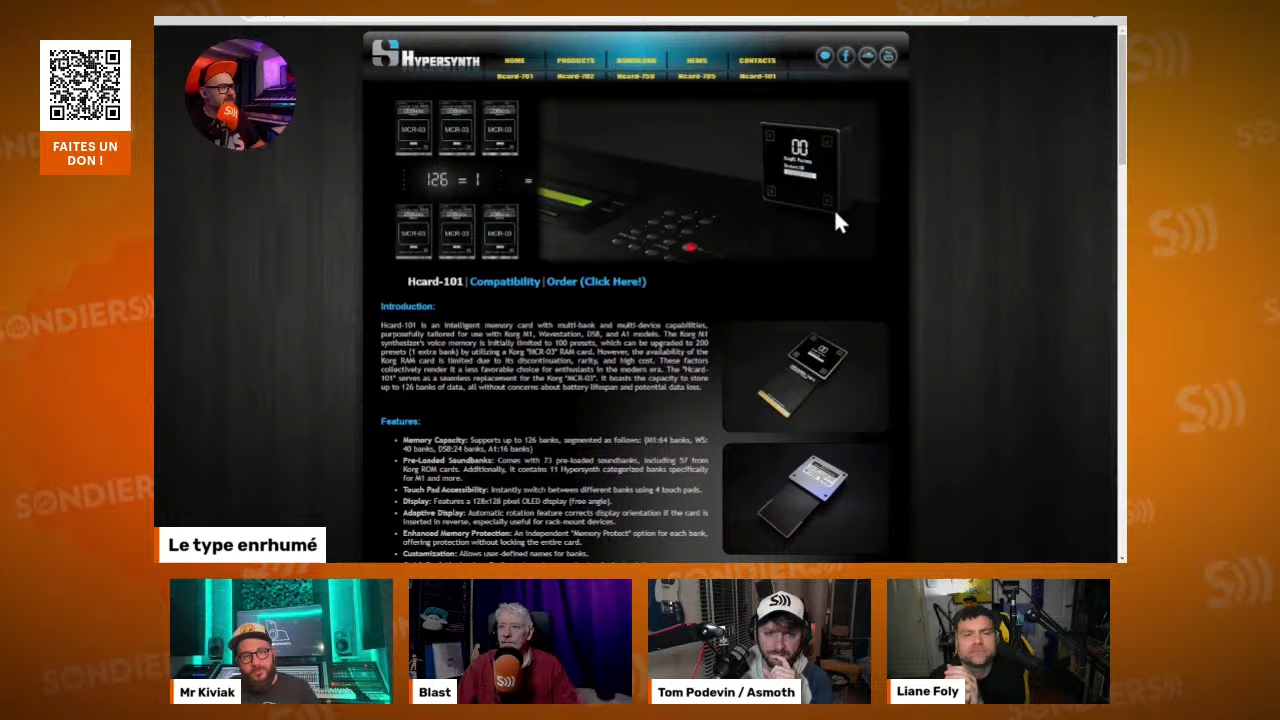 FAITES UN
DON !
HYPERSYNTH
HOME
PRODUCTS
DOWNLOAD
NEWS
CONTACTS
Hcard-701
Hcard-702
Hcard-750
Hcard-705
Hcard-101
MCR-03
MCR-03
MCR-03
126 = 1 =
MCR-03
MCR-03
MCR-03
00
Hcard-101 | Compatibility | Order (Click Here!)
Introduction:
Hcard-101 is an intelligent memory card with multi-bank and multi-device capabilities,
purposefully tailored for use with Korg M1, Wavestation, DS8, and A1 models. The Korg M1
synthesizer's voice memory is initially limited to 100 presets, which can be upgraded to 200
presets (1 extra bank) by utilizing a Korg "MCR-03" RAM card. However, the availability of the
Korg RAM card is limited due to its discontinuation, rarity, and high cost. These factors
collectively render it a less favorable choice for enthusiasts in the modern era. The "Hcard-
101" serves as a seamless replacement for the Korg "MCR-03". It boasts the capacity to store
up to 126 banks of data, all without concerns about battery lifespan and potential data loss.
Features:
• Memory Capacity: Supports up to 126 banks, segmented as follows: (M1:64 banks, WS:
40 banks, DS8:24 banks, A1:16 banks)
• Pre-Loaded Soundbanks: Comes with 73 pre-loaded soundbanks, including 57 from
Korg ROM cards. Additionally, it contains 11 Hypersynth categorized banks specifically
for M1 and more.
• Touch Pad Accessibility: Instantly switch between different banks using 4 touch pads.
• Display: Features a 128x128 pixel OLED display (free angle).
• Adaptive Display: Automatic rotation feature corrects display orientation if the card is
inserted in reverse, especially useful for rack-mount devices.
• Enhanced Memory Protection: An independent "Memory Protect" option for each bank,
offering protection without locking the entire card.
• Customization: Allows user-defined names for banks.
Le type enrhumé
Mr Kiviak
Blast
Tom Podevin / Asmoth
Liane Foly
SONDIERS
SONDIERS
SONDIERS